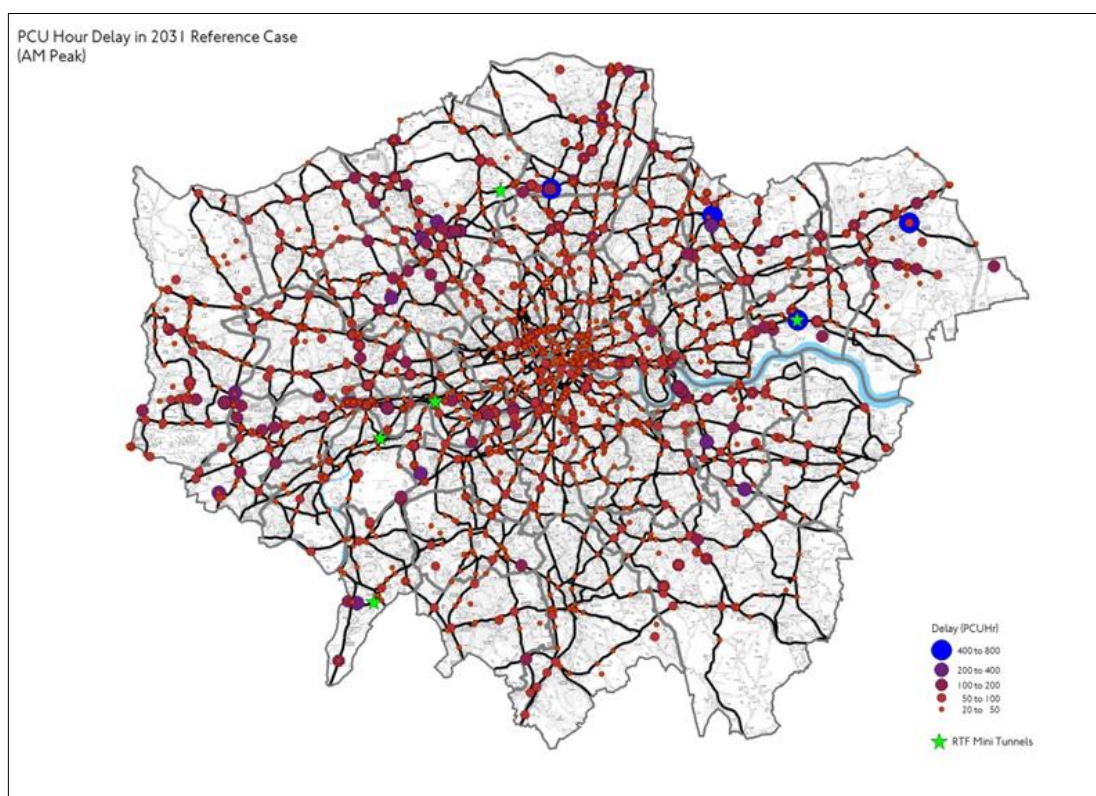 PCU Hour Delay in 2031 Reference Case
(AM Peak)
Delay (PCUHr)
400 to 800
200 to 400
100 to 200
50 to 100
20 to 50
RTF Mini Tunnels